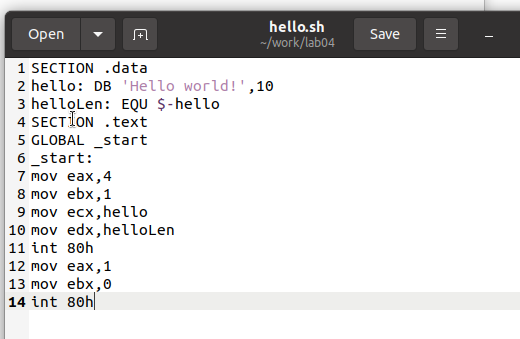 Open
hello.sh
~/work/lab04
Save
1 SECTION .data
2 hello: DB 'Hello world!',10
3 helloLen: EQU $-hello
4 SECTION .text
5 GLOBAL _start
6 _start:
7 mov eax,4
8 mov ebx,1
9 mov ecx,hello
10 mov edx,helloLen
11 int 80h
12 mov eax,1
13 mov ebx,0
14 int 80h